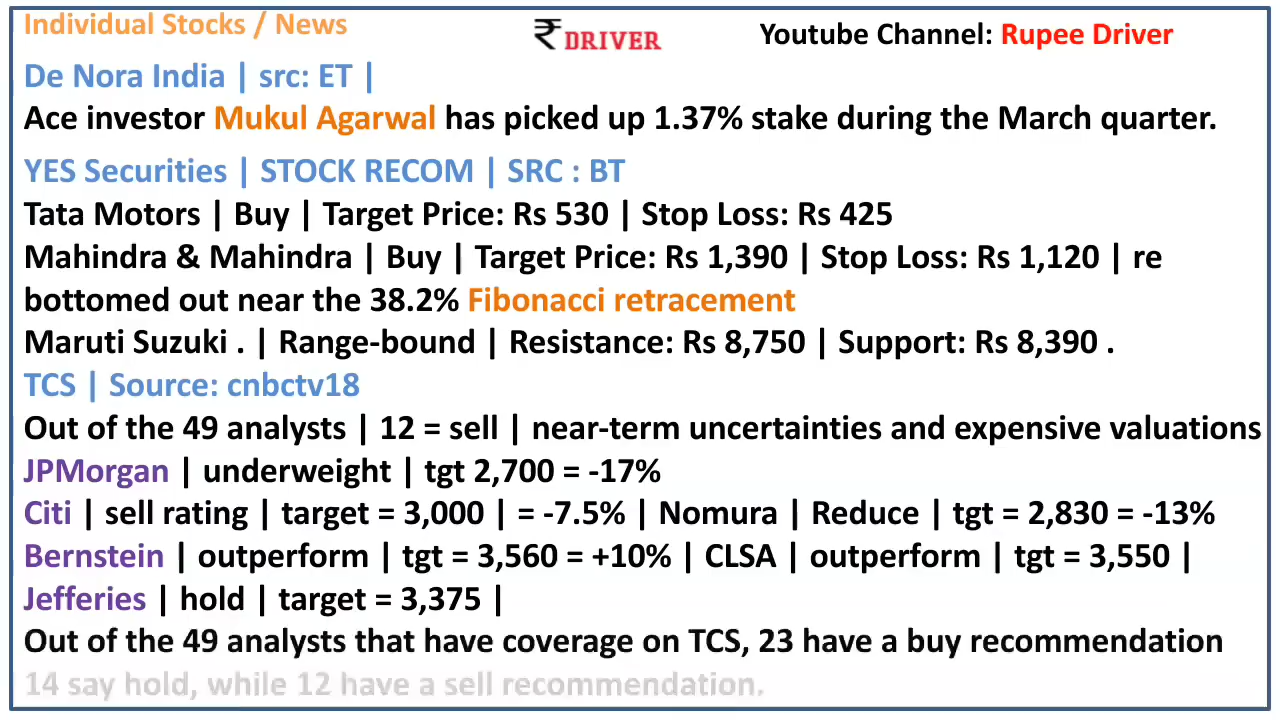 Individual Stocks / News
₹ DRIVER
Youtube Channel: Rupee Driver
De Nora India | src: ET |
Ace investor Mukul Agarwal has picked up 1.37% stake during the March quarter.
YES Securities | STOCK RECOM | SRC : BT
Tata Motors | Buy | Target Price: Rs 530 | Stop Loss: Rs 425
Mahindra & Mahindra | Buy | Target Price: Rs 1,390 | Stop Loss: Rs 1,120 | re
bottomed out near the 38.2% Fibonacci retracement
Maruti Suzuki . | Range-bound | Resistance: Rs 8,750 | Support: Rs 8,390 .
TCS | Source: cnbctv18
Out of the 49 analysts | 12 = sell | near-term uncertainties and expensive valuations
JPMorgan | underweight | tgt 2,700 = -17%
Citi | sell rating | target = 3,000 | = -7.5% | Nomura | Reduce | tgt = 2,830 = -13%
Bernstein | outperform | tgt = 3,560 = +10% | CLSA | outperform | tgt = 3,550 |
Jefferies | hold | target = 3,375 |
Out of the 49 analysts that have coverage on TCS, 23 have a buy recommendation
14 say hold, while 12 have a sell recommendation.